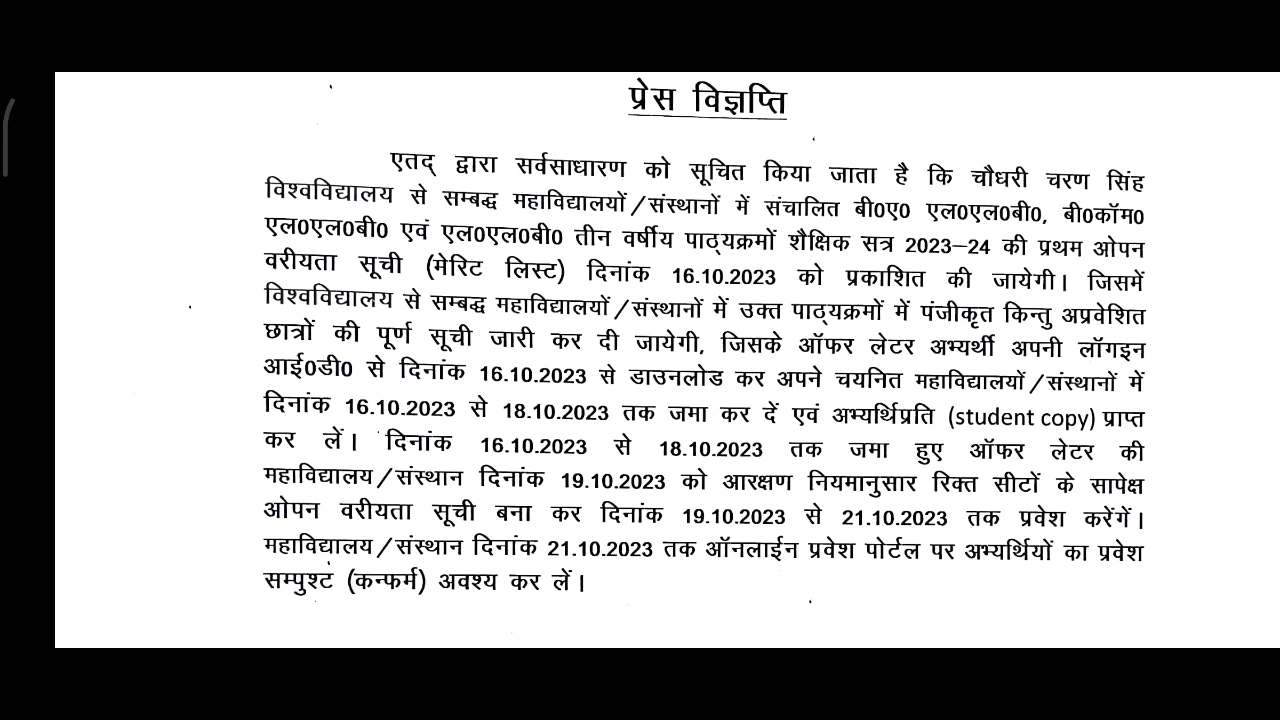 प्रेस विज्ञप्ति
एतद् द्वारा सर्वसाधारण को सूचित किया जाता है कि चौधरी चरण सिंह
विश्वविद्यालय से सम्बद्ध महाविद्यालयों/संस्थानों में संचालित बी0ए0 एल0एल0बी0, बी0कॉम0
एल0एल0बी0 एवं एल0एल0बी0 तीन वर्षीय पाठ्यक्रमों शैक्षिक सत्र 2023–24 की प्रथम ओपन
वरीयता सूची (मेरिट लिस्ट) दिनांक 16.10.2023 को प्रकाशित की जायेगी। जिसमें
विश्वविद्यालय से सम्बद्ध महाविद्यालयों/संस्थानों में उक्त पाठ्यक्रमों में पंजीकृत किन्तु अप्रवेशित
छात्रों की पूर्ण सूची जारी कर दी जायेगी, जिसके ऑफर लेटर अभ्यर्थी अपनी लॉगइन
आई0डी0 से दिनांक 16.10.2023 से डाउनलोड कर अपने चयनित महाविद्यालयों/संस्थानों में
दिनांक 16.10.2023 से 18.10.2023 तक जमा कर दें एवं अभ्यर्थिप्रति (student copy) प्राप्त
कर लें। दिनांक 16.10.2023 से 18.10.2023 तक जमा हुए ऑफर लेटर की
महाविद्यालय/संस्थान दिनांक 19.10.2023 को आरक्षण नियमानुसार रिक्त सीटों के सापेक्ष
ओपन वरीयता सूची बना कर दिनांक 19.10.2023 से 21.10.2023 तक प्रवेश करेंगें।
महाविद्यालय/संस्थान दिनांक 21.10.2023 तक ऑनलाईन प्रवेश पोर्टल पर अभ्यर्थियों का प्रवेश
सम्पुश्ट (कन्फर्म) अवश्य कर लें।